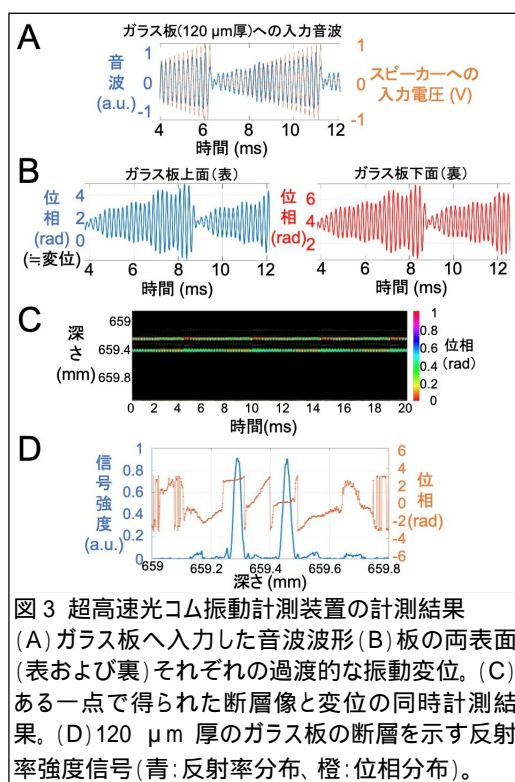 A
ガラス板(120 μm厚)への入力音波
音波
(a.u.)
1
0
-1
スピーカーへの
入力電圧 (V)
1
0
-1
4 6 8 10 12
時間 (ms)
B
ガラス板上面(表)
位相
(rad)
(≒変位)
4
2
0
4 6 8 10 12
時間 (ms)
ガラス板下面(裏)
位相
(rad)
6
4
2
4 6 8 10 12
時間 (ms)
C
深さ
(mm)
659
659.4
659.8
1
0.8
0.6
0.4
0.2
0
位相
(rad)
0 2 4 6 8 10 12 14 16 18 20
時間(ms)
D
信号強度
(a.u.)
1
0.8
0.6
0.4
0.2
0
6
4
2
0
-2
-4
-6
位相
(rad)
659 659.2 659.4 659.6 659.8
深さ(mm)
図 3 超高速光コム振動計測装置の計測結果
(A)ガラス板へ入力した音波波形(B)板の両表面
(表および裏)それぞれの過渡的な振動変位。(C)
ある一点で得られた断層像と変位の同時計測結
果。(D)120 μm 厚のガラス板の断層を示す反射
率強度信号(青:反射率分布、橙:位相分布)。